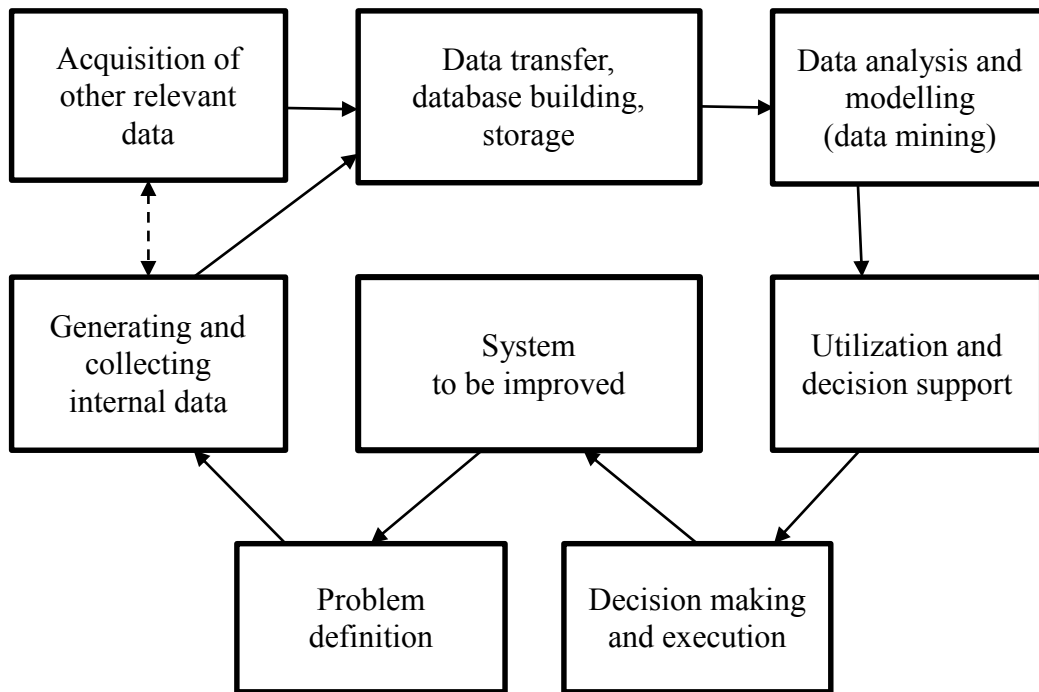 Acquisition of
other relevant
data
Data transfer,
database building,
storage
Data analysis and
modelling
(data mining)
Generating and
collecting
internal data
System
to be improved
Utilization and
decision support
Problem
definition
Decision making
and execution